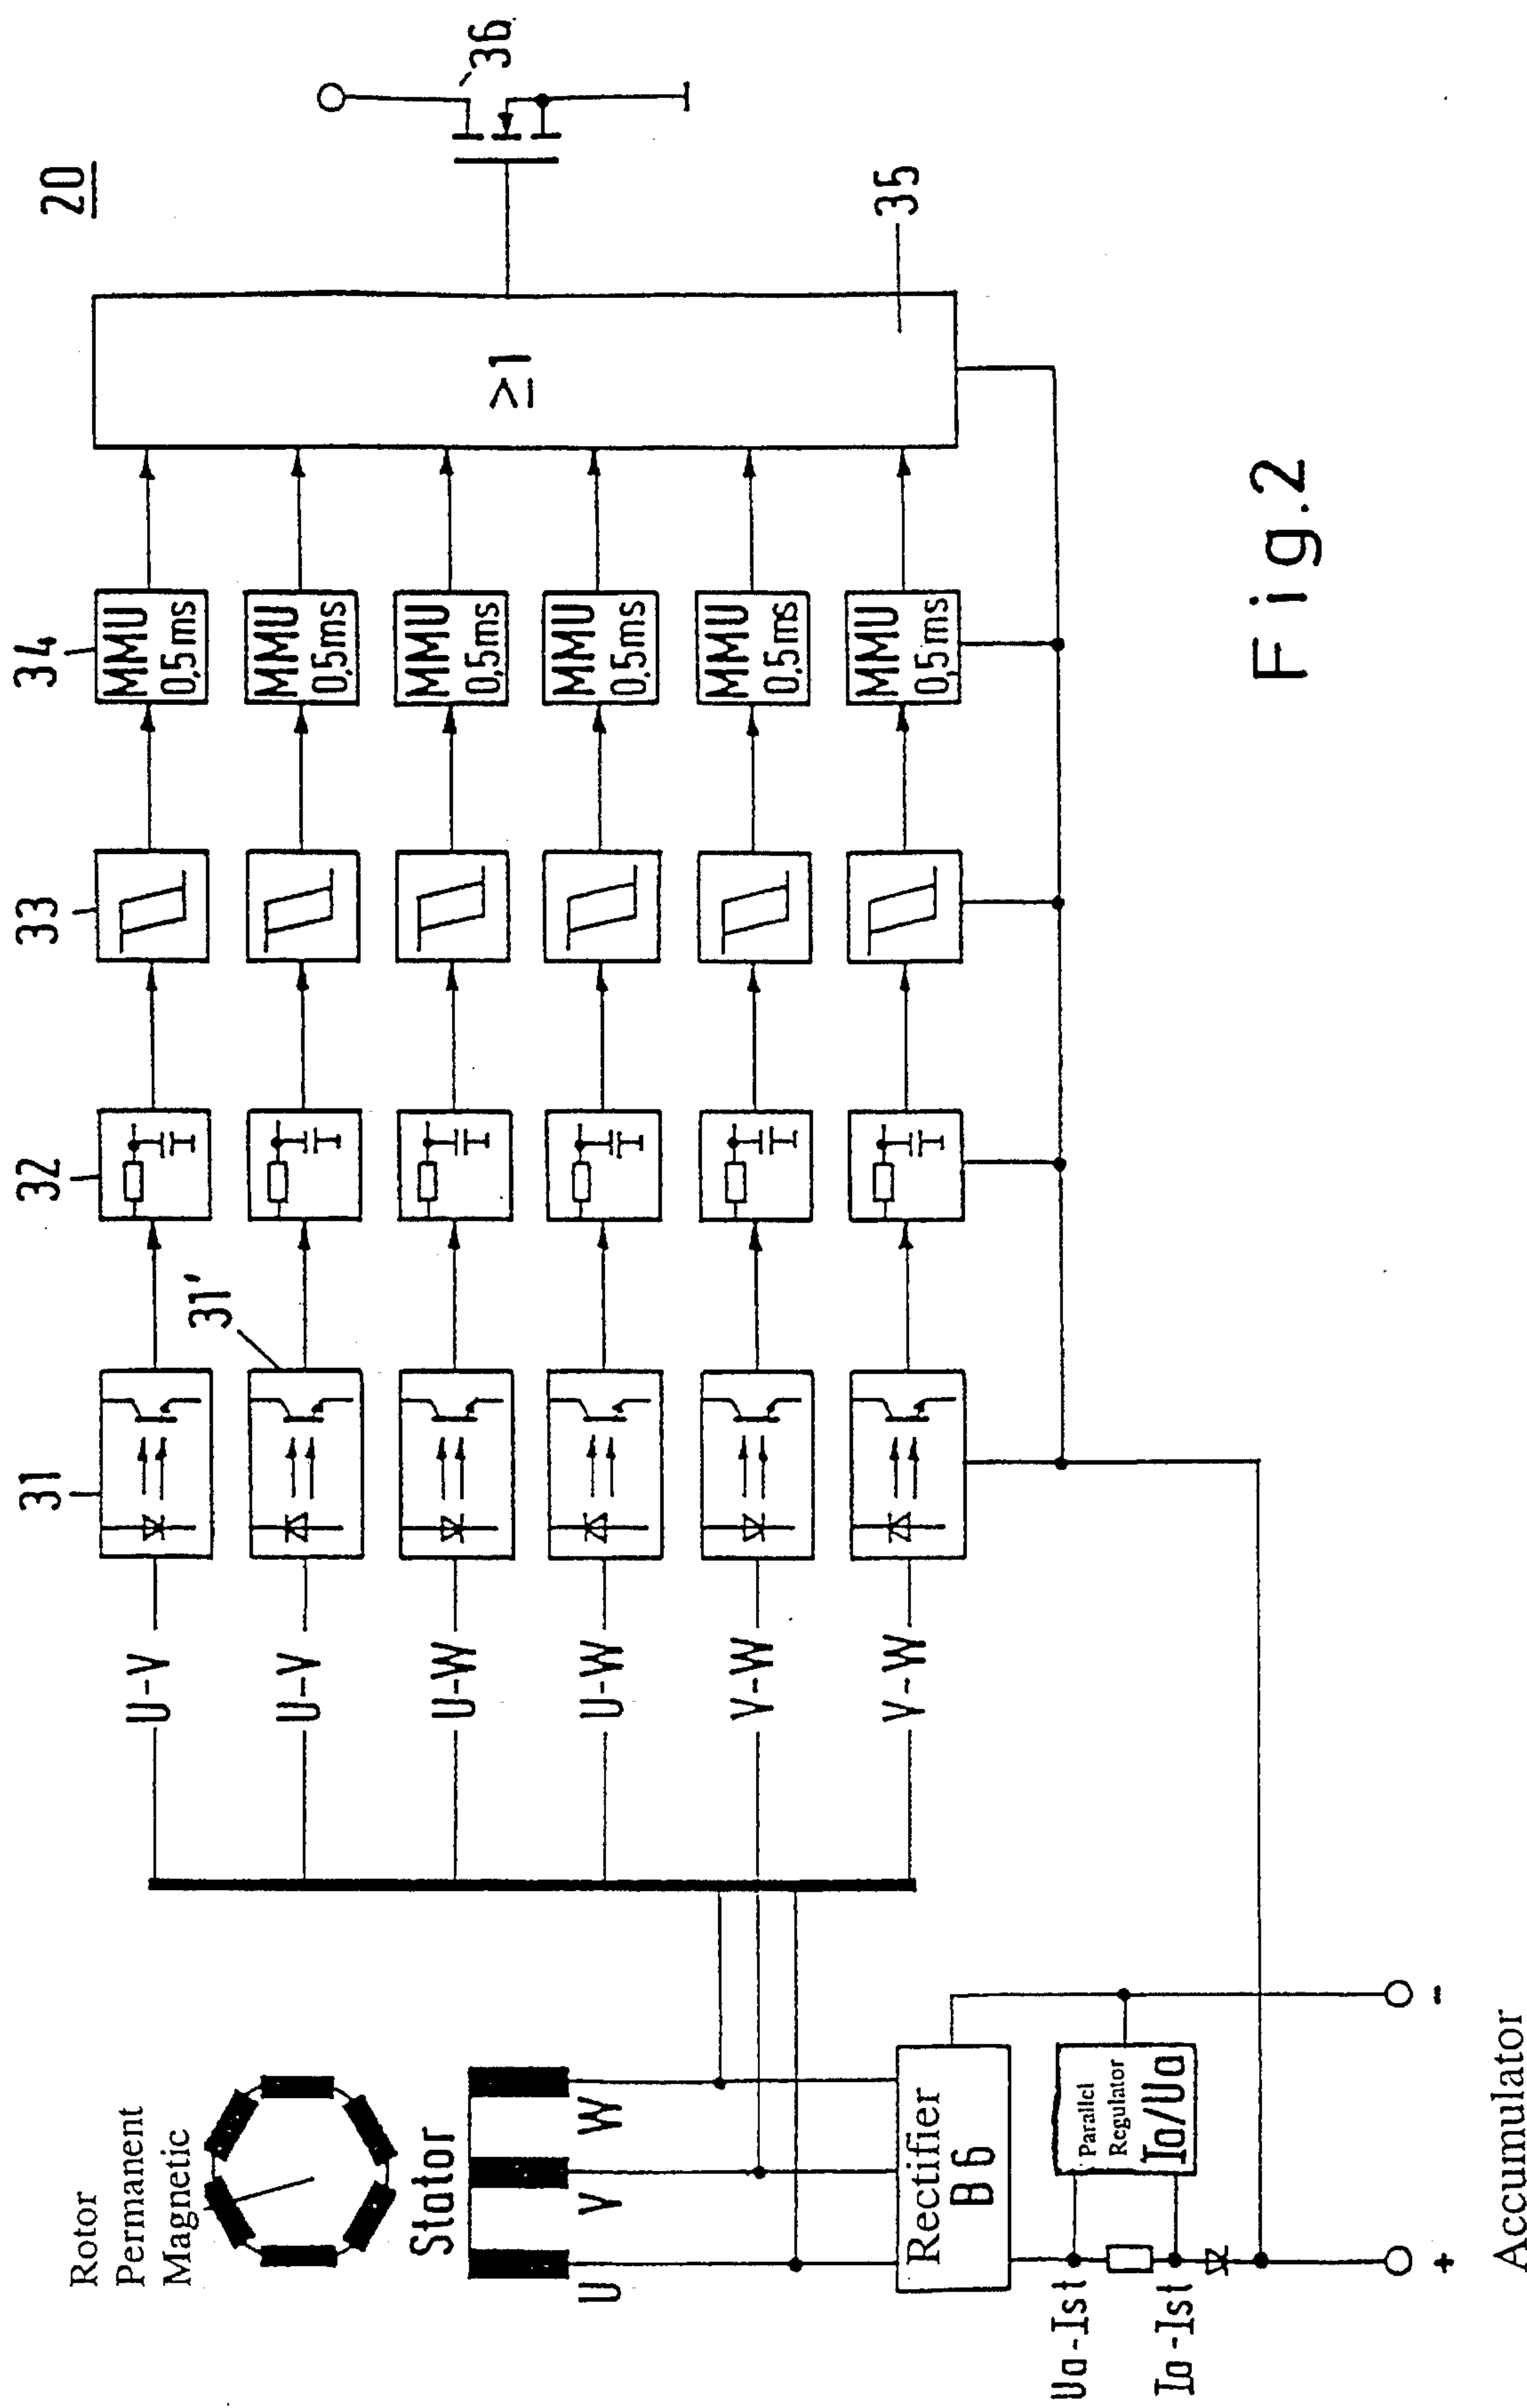 20
36
35
≥1
34
MMU
0,5ms
MMU
0,5ms
MMU
0,5ms
MMU
0,5ms
MMU
0,5ms
MMU
0,5ms
33
32
31
31'
U-V
U-V
U-W
U-W
V-W
V-W
Rotor
Permanent
Magnetic
Stator
U
V
W
Rectifier
B6
Parallel
Regulator
Ia/Ua
Ua-Ist
Ia-Ist
+
-
Accumulator
Fig.2